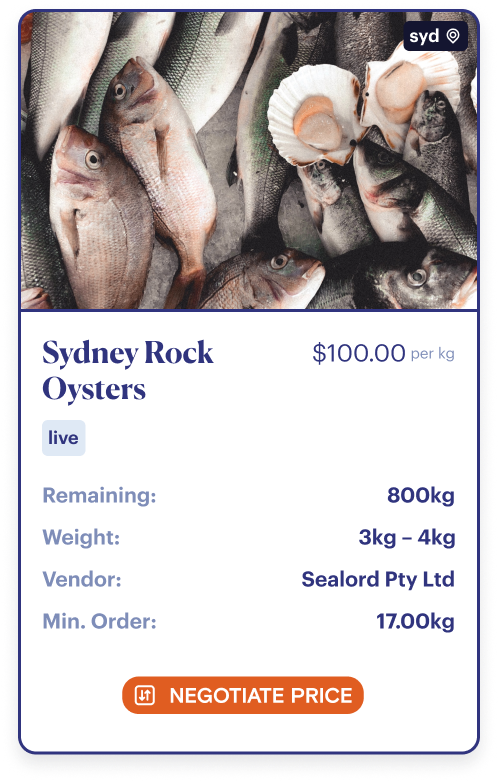 syd
Sydney Rock
$100.00 per kg
Oysters
live
Remaining: 800kg
Weight: 3kg – 4kg
Vendor: Sealord Pty Ltd
Min. Order: 17.00kg
NEGOTIATE PRICE